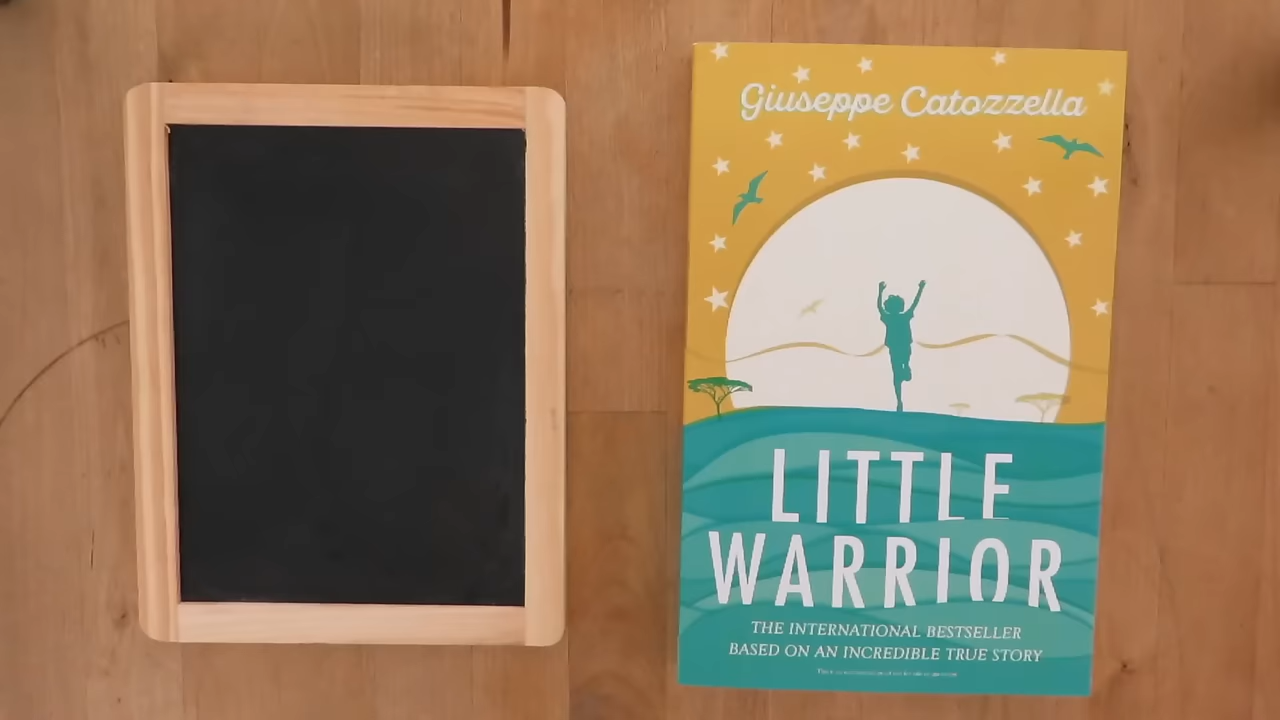 Giuseppe Catozzella
LITTLE
WARRIOR
THE INTERNATIONAL BESTSELLER
BASED ON AN INCREDIBLE TRUE STORY